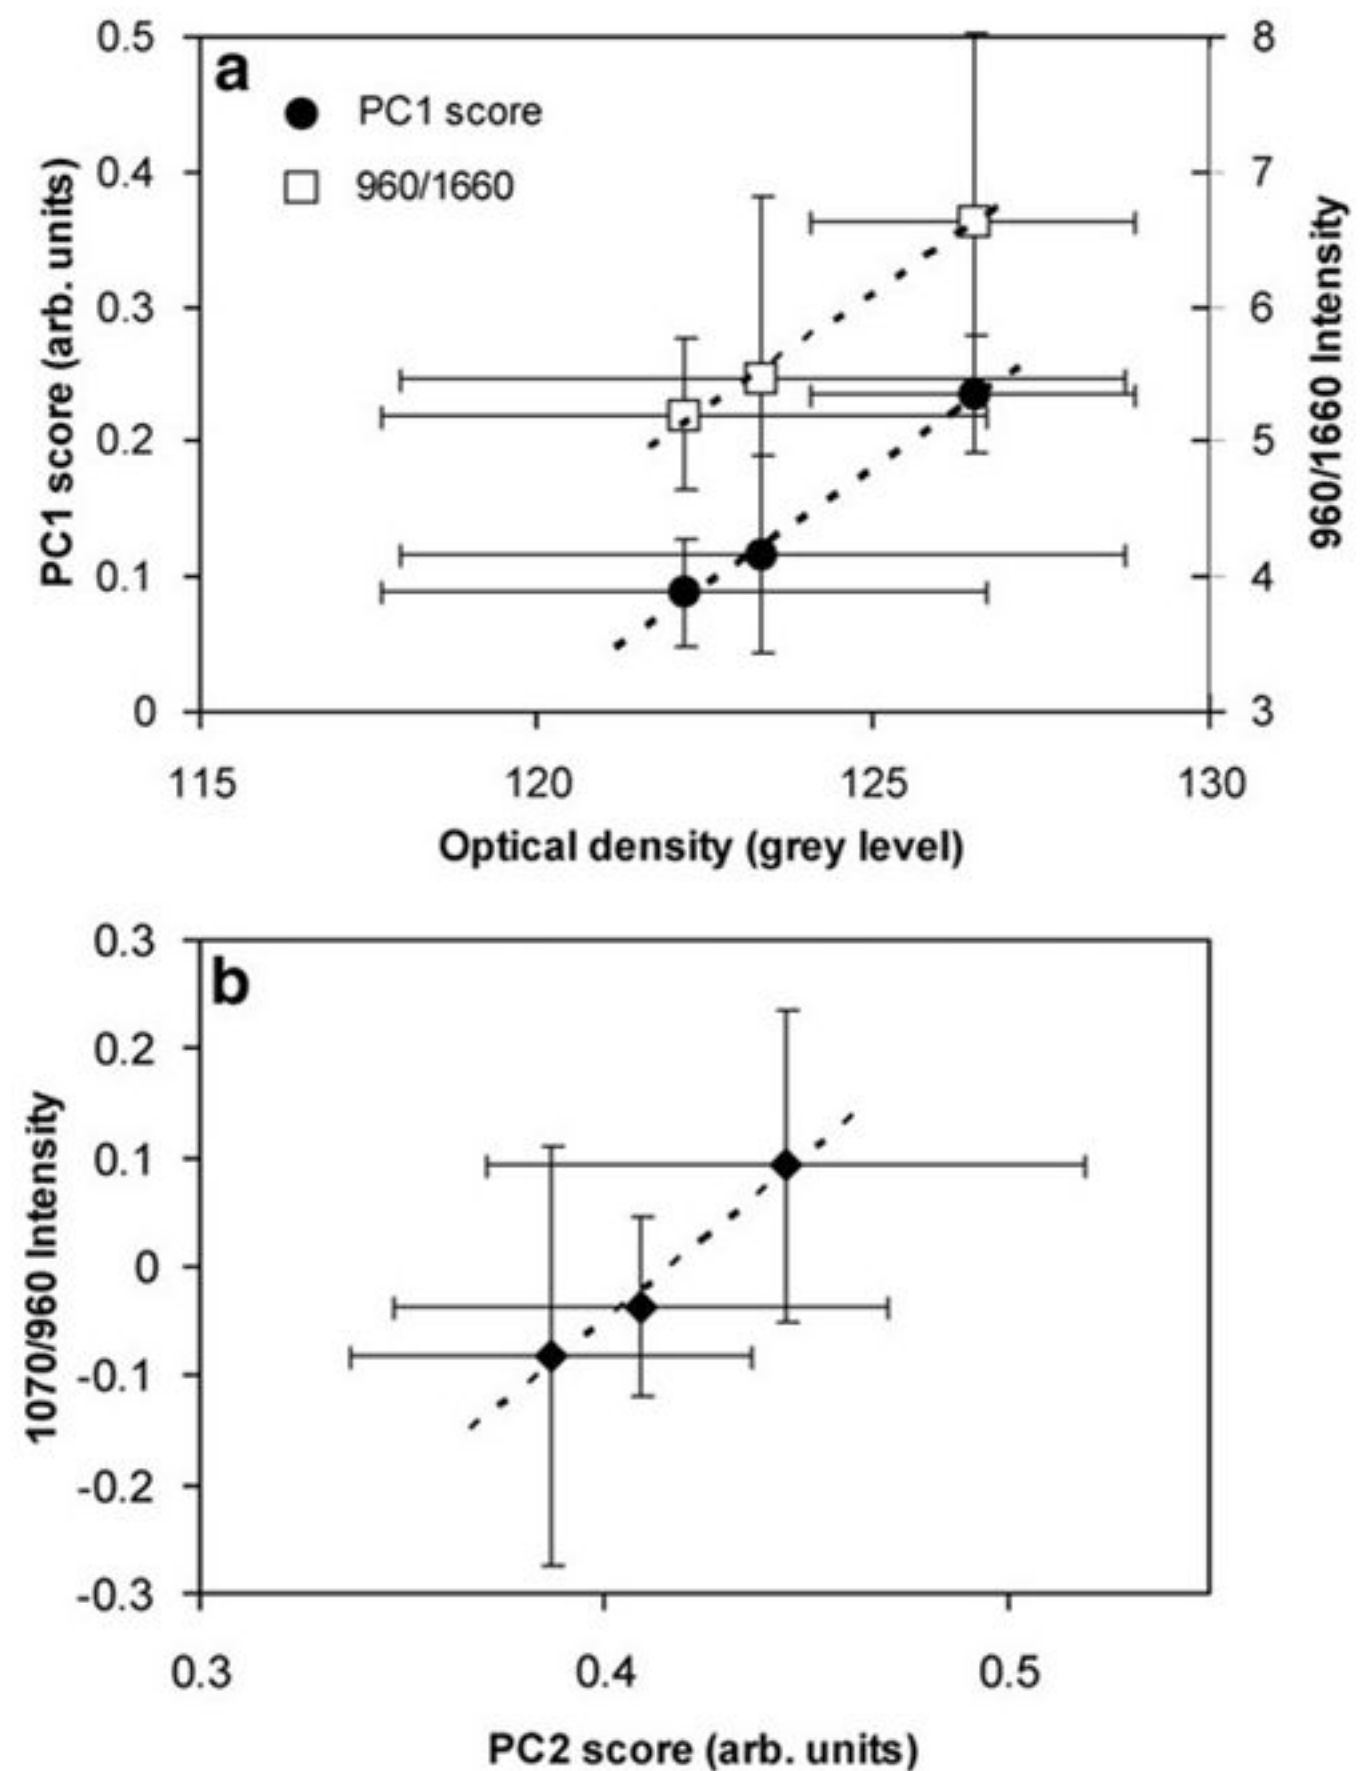 a
PC1 score
960/1660
0.5
0.4
0.3
0.2
0.1
0
8
7
6
5
4
3
PC1 score (arb. units)
960/1660 Intensity
115 120 125 130
Optical density (grey level)
b
0.3
0.2
0.1
0
-0.1
-0.2
-0.3
1070/960 Intensity
0.3 0.4 0.5
PC2 score (arb. units)